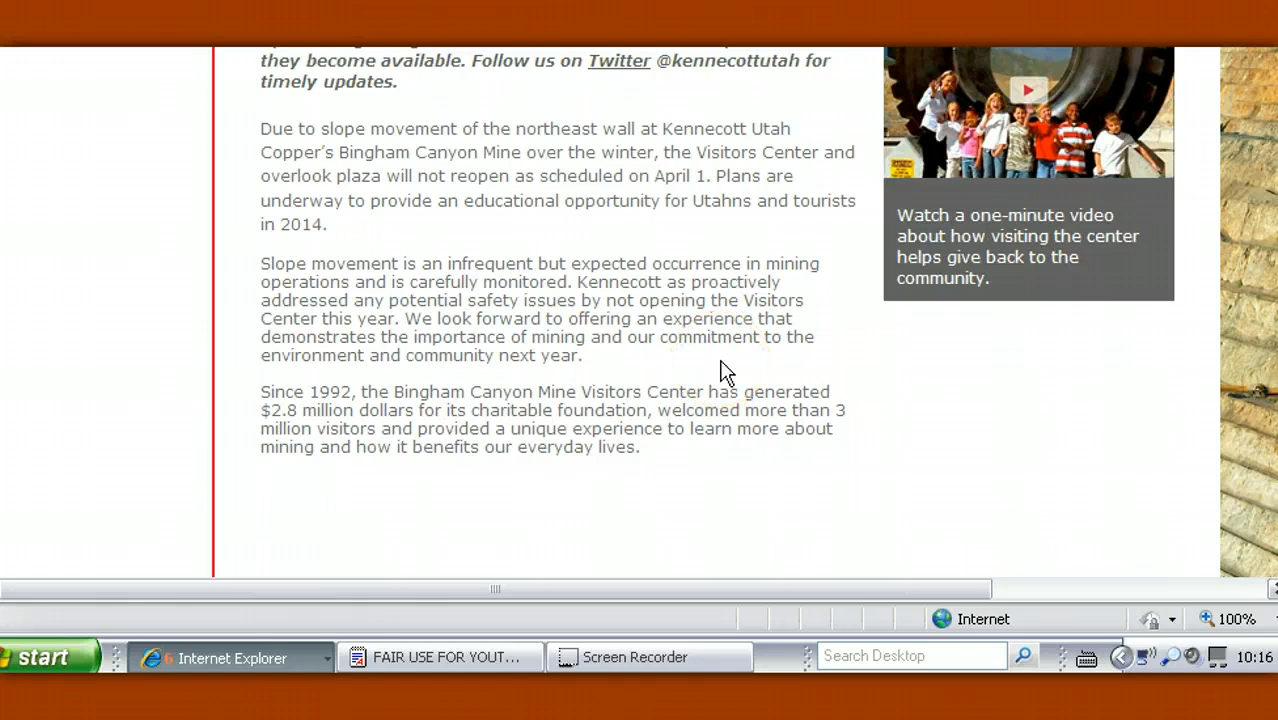 they become available. Follow us on Twitter @kennecottutah for
timely updates.
Due to slope movement of the northeast wall at Kennecott Utah
Copper's Bingham Canyon Mine over the winter, the Visitors Center and
overlook plaza will not reopen as scheduled on April 1. Plans are
underway to provide an educational opportunity for Utahns and tourists
in 2014.
Slope movement is an infrequent but expected occurrence in mining
operations and is carefully monitored. Kennecott as proactively
addressed any potential safety issues by not opening the Visitors
Center this year. We look forward to offering an experience that
demonstrates the importance of mining and our commitment to the
environment and community next year.
Since 1992, the Bingham Canyon Mine Visitors Center has generated
$2.8 million dollars for its charitable foundation, welcomed more than 3
million visitors and provided a unique experience to learn more about
mining and how it benefits our everyday lives.
Watch a one-minute video
about how visiting the center
helps give back to the
community.
Internet
100%
start
6 Internet Explorer
FAIR USE FOR YOUT...
Screen Recorder
Search Desktop
10:16